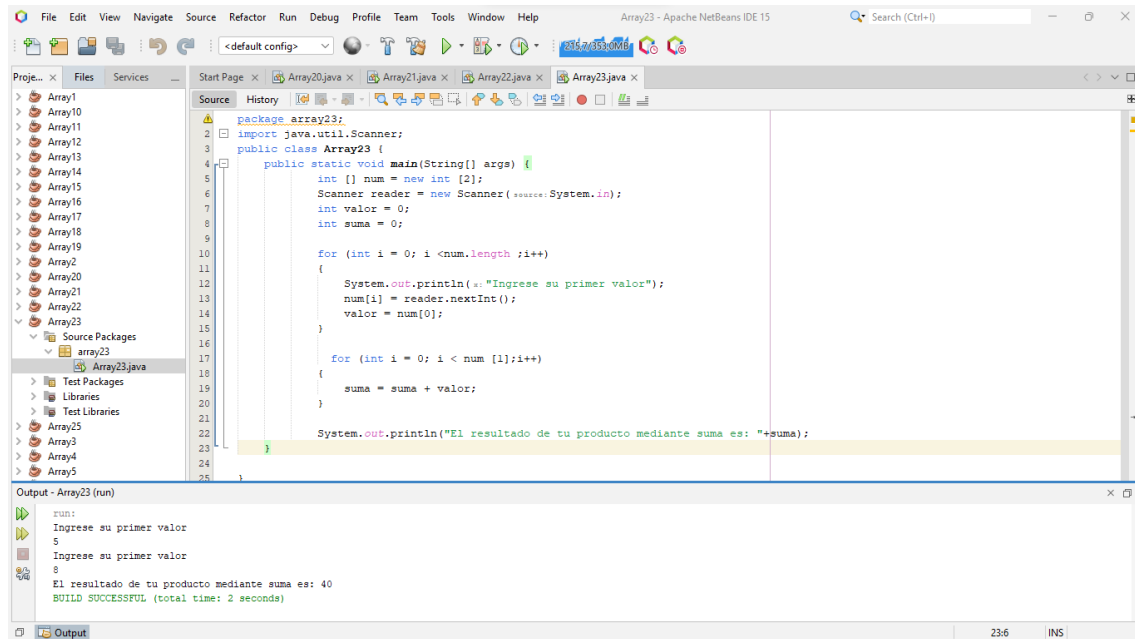 File Edit View Navigate Source Refactor Run Debug Profile Team Tools Window Help Array23 - Apache NetBeans IDE 15 Search (Ctrl+I)
<default config> 215,7/353,0MB
Proje... Files Services
Start Page Array20.java Array21.java Array22.java Array23.java
Source History
Array1
Array10
Array11
Array12
Array13
Array14
Array15
Array16
Array17
Array18
Array19
Array2
Array20
Array21
Array22
Array23
Source Packages
array23
Array23.java
Test Packages
Libraries
Test Libraries
Array25
Array3
Array4
Array5
package array23;
2 import java.util.Scanner;
3 public class Array23 {
4 public static void main(String[] args) {
5 int [] num = new int [2];
6 Scanner reader = new Scanner( source: System.in);
7 int valor = 0;
8 int suma = 0;
9
10 for (int i = 0; i <num.length ;i++)
11 {
12 System.out.println( x: "Ingrese su primer valor");
13 num[i] = reader.nextInt();
14 valor = num[0];
15 }
16
17 for (int i = 0; i < num [1];i++)
18 {
19 suma = suma + valor;
20 }
21
22 System.out.println("El resultado de tu producto mediante suma es: "+suma);
23 }
24
25 }
Output - Array23 (run)
run:
Ingrese su primer valor
5
Ingrese su primer valor
8
El resultado de tu producto mediante suma es: 40
BUILD SUCCESSFUL (total time: 2 seconds)
Output 23:6 INS